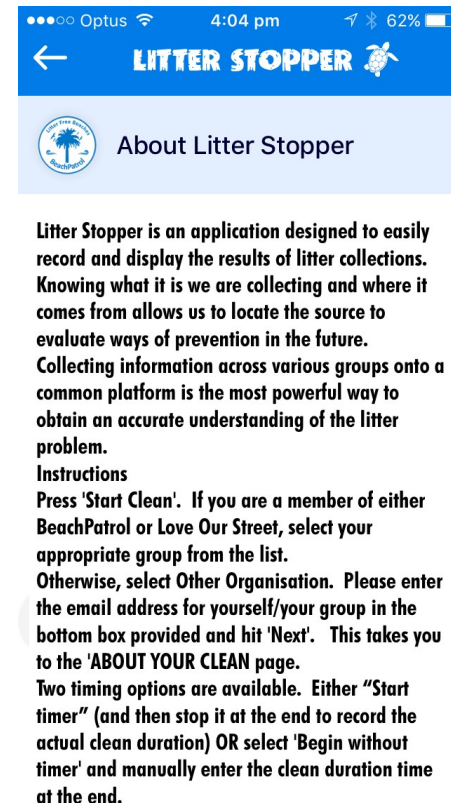 Optus 4:04 pm 62%
LITTER STOPPER
Litter Free Beaches
BeachPatrol
About Litter Stopper
Litter Stopper is an application designed to easily
record and display the results of litter collections.
Knowing what it is we are collecting and where it
comes from allows us to locate the source to
evaluate ways of prevention in the future.
Collecting information across various groups onto a
common platform is the most powerful way to
obtain an accurate understanding of the litter
problem.
Instructions
Press 'Start Clean'.  If you are a member of either
BeachPatrol or Love Our Street, select your
appropriate group from the list.
Otherwise, select Other Organisation.  Please enter
the email address for yourself/your group in the
bottom box provided and hit 'Next'.   This takes you
to the 'ABOUT YOUR CLEAN page.
Two timing options are available.  Either “Start
timer” (and then stop it at the end to record the
actual clean duration) OR select 'Begin without
timer' and manually enter the clean duration time
at the end.